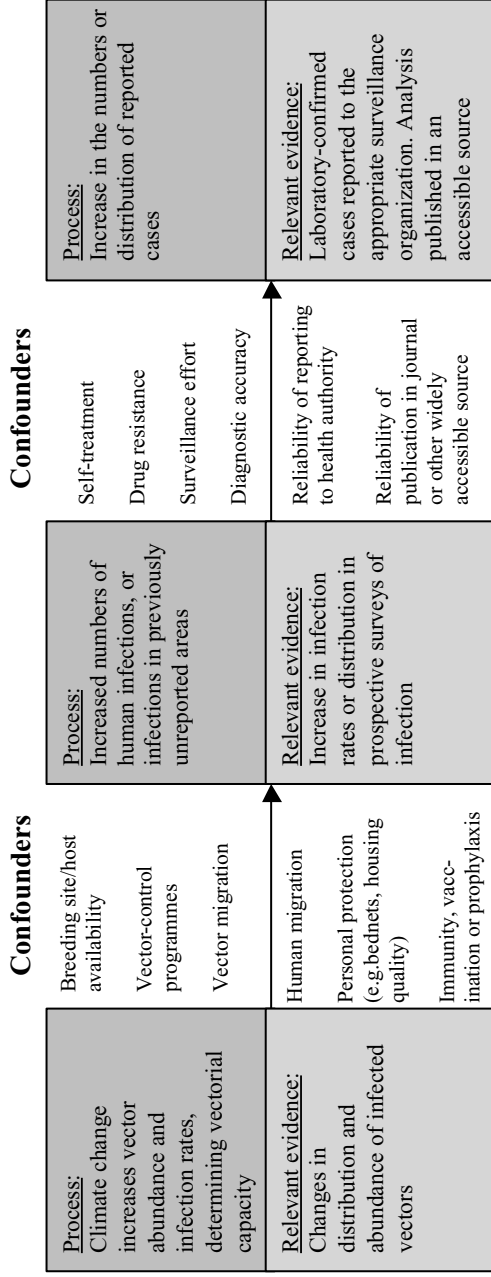 Process:
Climate change
increases vector
abundance and
infection rates,
determining vectorial
capacity
Relevant evidence:
Changes in
distribution and
abundance of infected
vectors
Confounders
Breeding site/host
availability
Vector-control
programmes
Vector migration
Human migration
Personal protection
(e.g.bednets, housing
quality)
Immunity, vacc-
ination or prophylaxis
Process:
Increased numbers of
human infections, or
infections in previously
unreported areas
Relevant evidence:
Increase in infection
rates or distribution in
prospective surveys of
infection
Confounders
Self-treatment
Drug resistance
Surveillance effort
Diagnostic accuracy
Reliability of reporting
to health authority
Reliability of
publication in journal
or other widely
accessible source
Process:
Increase in the numbers or
distribution of reported
cases
Relevant evidence:
Laboratory-confirmed
cases reported to the
appropriate surveillance
organization. Analysis
published in an
accessible source